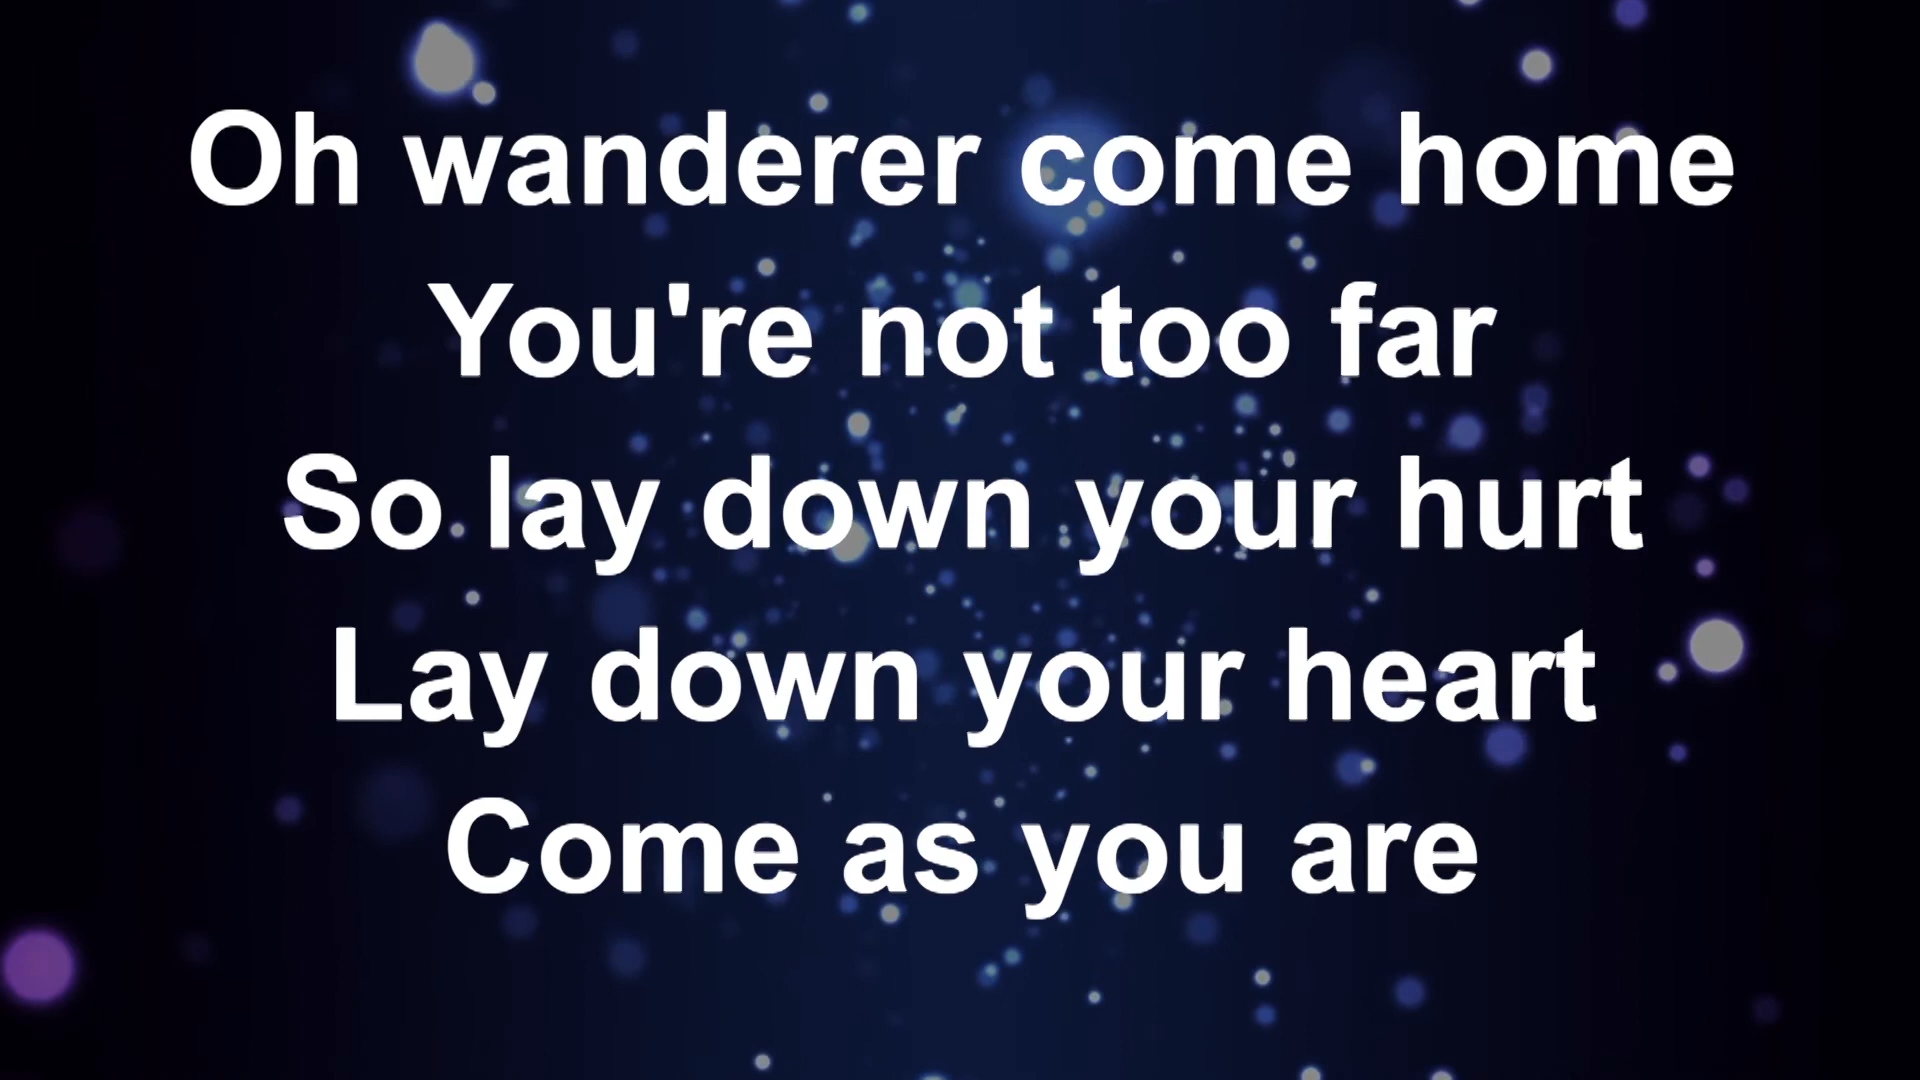 Oh wanderer come home
You're not too far
So lay down your hurt
Lay down your heart
Come as you are